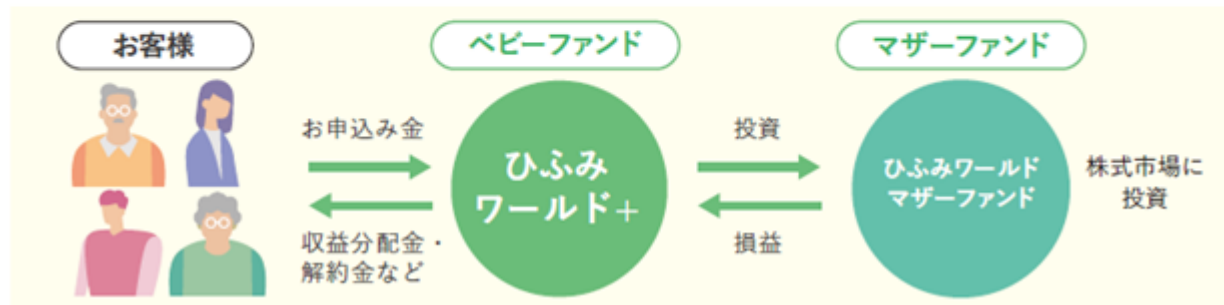 お客様
ベビーファンド
マザーファンド
お申込み金
収益分配金・
解約金など
ひふみ
ワールド+
投資
損益
ひふみワールド
マザーファンド
株式市場に
投資